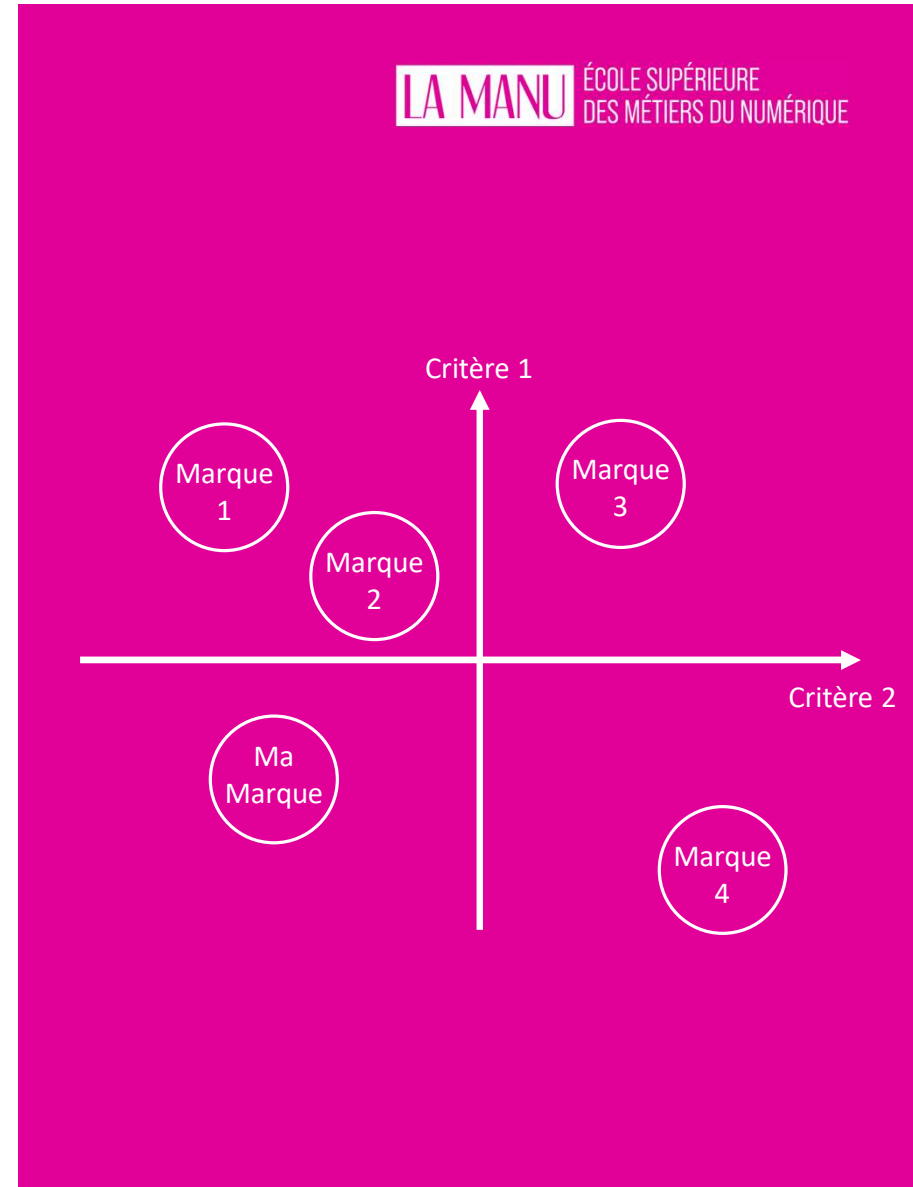 LA MANU
ÉCOLE SUPÉRIEURE
DES MÉTIERS DU NUMÉRIQUE
Critère 1
Marque
1
Marque
3
Marque
2
Critère 2
Ma
Marque
Marque
4